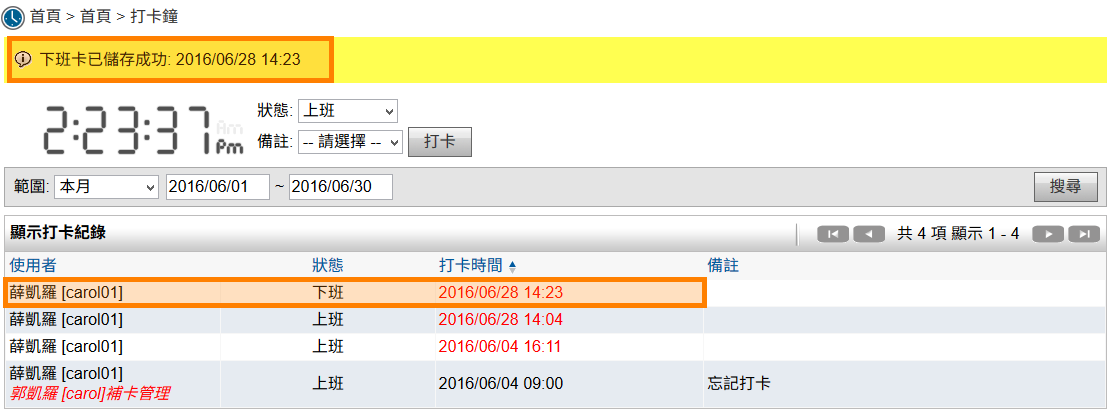 首頁 > 首頁 > 打卡鐘
下班卡已儲存成功: 2016/06/28 14:23
2:23:37 Am Pm
狀態: 上班
備註: -- 請選擇 -- 打卡
範圍: 本月 2016/06/01 ~ 2016/06/30 搜尋
顯示打卡紀錄 共 4 項 顯示 1 - 4
使用者 狀態 打卡時間 備註
薛凱羅 [carol01] 下班 2016/06/28 14:23
薛凱羅 [carol01] 上班 2016/06/28 14:04
薛凱羅 [carol01] 上班 2016/06/04 16:11
薛凱羅 [carol01] 上班 2016/06/04 09:00 忘記打卡
郭凱羅 [carol]補卡管理